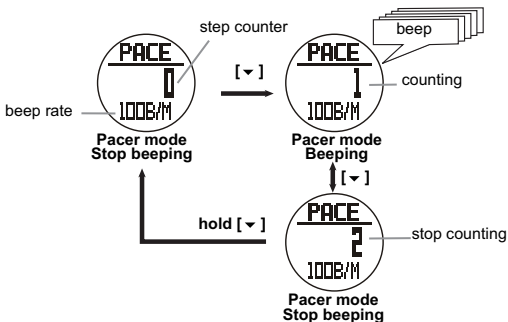 step counter
PACE
0
100B/M
beep rate
Pacer mode
Stop beeping
[▼]
beep
PACE
1
counting
100B/M
Pacer mode
Beeping
[▼]
hold [▼]
PACE
2
stop counting
100B/M
Pacer mode
Stop beeping